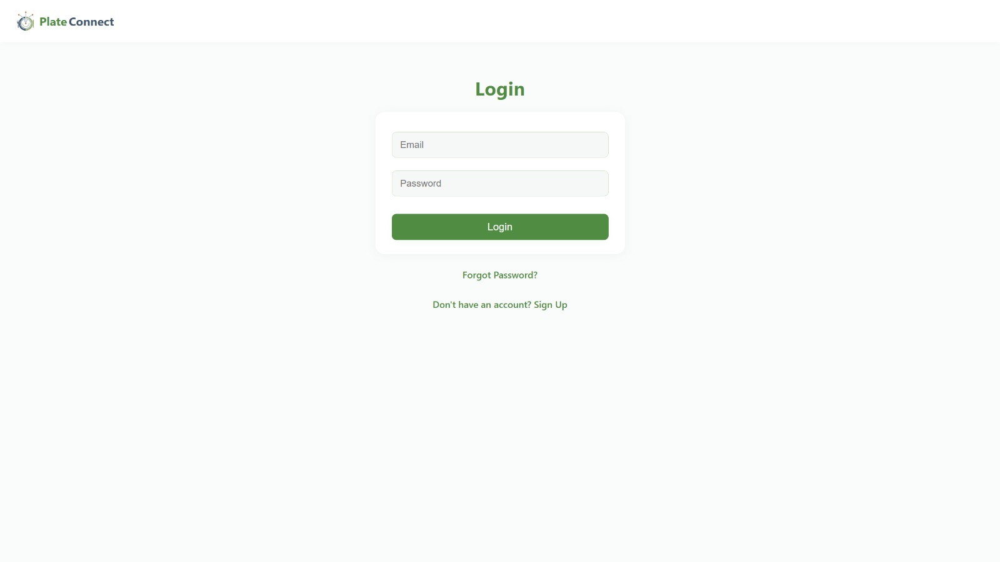 Plate Connect
Login
Email
Password
Login
Forgot Password?
Don't have an account? Sign Up